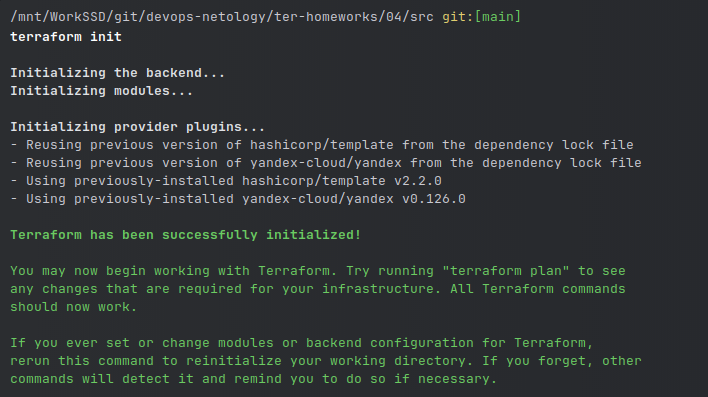 /mnt/WorkSSD/git/devops-netology/ter-homeworks/04/src git:[main]
terraform init
Initializing the backend...
Initializing modules...
Initializing provider plugins...
- Reusing previous version of hashicorp/template from the dependency lock file
- Reusing previous version of yandex-cloud/yandex from the dependency lock file
- Using previously-installed hashicorp/template v2.2.0
- Using previously-installed yandex-cloud/yandex v0.126.0
Terraform has been successfully initialized!
You may now begin working with Terraform. Try running "terraform plan" to see
any changes that are required for your infrastructure. All Terraform commands
should now work.
If you ever set or change modules or backend configuration for Terraform,
rerun this command to reinitialize your working directory. If you forget, other
commands will detect it and remind you to do so if necessary.